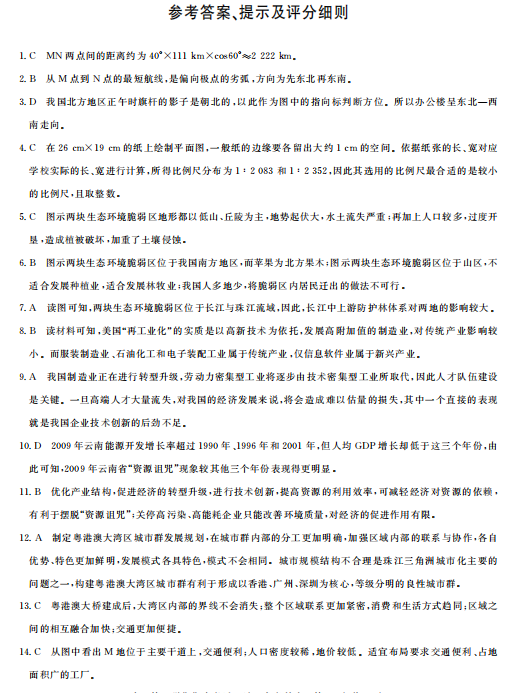 参考答案、提示及评分细则
1. C MN 两点间的距离约为 40°×111 km×cos60°≈2 222 km。
2. B 从 M 点到 N 点的最短航线,是偏向极点的劣弧,方向为先东北再东南。
3. D 我国北方地区正午时旗杆的影子是朝北的,以此作为图中的指向标判断方位。所以办公楼呈东北—西
南走向。
4. C 在 26 cm×19 cm 的纸上绘制平面图,一般纸的边缘要各留出大约 1 cm 的空间。依据纸张的长、宽对应
学校实际的长、宽进行计算,所得比例尺分布为 1∶2 083 和 1∶2 352,因此其选用的比例尺最合适的是较小
的比例尺,且取整数。
5. C 图示两块生态环境脆弱区地形都以低山、丘陵为主,地势起伏大,水土流失严重;再加上人口较多,过度开
垦,造成植被破坏,加重了土壤侵蚀。
6. B 图示两块生态环境脆弱区位于我国南方地区,而苹果为北方果木;图示两块生态环境脆弱区位于山区,不
适合发展种植业,适合发展林牧业;我国人多地少,将脆弱区内居民迁出的做法不可行。
7. A 读图可知,两块生态环境脆弱区位于长江与珠江流域,因此,长江中上游防护林体系对两地的影响较大。
8. B 读材料可知,美国“再工业化”的实质是以高新技术为依托,发展高附加值的制造业,对传统产业影响较
小。而服装制造业、石油化工和电子装配工业属于传统产业,仅信息软件业属于新兴产业。
9. A 我国制造业正在进行转型升级,劳动力密集型工业将逐步由技术密集型工业所取代,因此人才队伍建设
是关键。一旦高端人才大量流失,对我国的经济发展来说,将会造成难以估量的损失,其中一个直接的表现
就是我国企业技术创新的后劲不足。
10. D 2009 年云南能源开发增长率超过 1990 年、1996 年和 2001 年,但人均 GDP 增长却低于这三个年份,由
此可知,2009 年云南省“资源诅咒”现象较其他三个年份表现得更明显。
11. B 优化产业结构,促进经济的转型升级,进行技术创新,提高资源的利用效率,可减轻经济对资源的依赖,
有利于摆脱“资源诅咒”;关停高污染、高能耗企业只能改善环境质量,对经济的促进作用有限。
12. A 制定粤港澳大湾区城市群发展规划,在城市群内部的分工更加明确,加强区域内部的联系与协作,各自
优势、特色更加鲜明,发展模式各具特色,模式不会相同。城市规模结构不合理是珠江三角洲城市化主要的
问题之一,构建粤港澳大湾区城市群有利于形成以香港、广州、深圳为核心,等级分明的良性城市群。
13. C 粤港澳大桥建成后,大湾区内部的界线不会消失;整个区域联系更加紧密,消费和生活方式趋同;区域之
间的相互融合加快;交通更加便捷。
14. C 从图中看出 M 地位于主要干道上,交通便利;人口密度较稀,地价较低。适宜布局要求交通便利、占地
面积广的工厂。